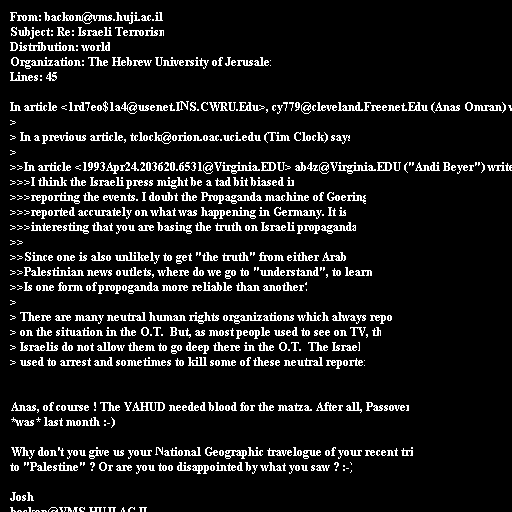 From: backon@vms.huji.ac.il
Subject: Re: Israeli Terrorism
Distribution: world
Organization: The Hebrew University of Jerusale
Lines: 45
In article <1rd7eo$1a4@usenet.INS.CWRU.Edu>, cy779@cleveland.Freenet.Edu (Anas Omran) w
>
> In a previous article, tclock@orion.oac.uci.edu (Tim Clock) says
>
>>In article <1993Apr24.203620.6531@Virginia.EDU> ab4z@Virginia.EDU ("Andi Beyer") write
>>>I think the Israeli press might be a tad bit biased in
>>>reporting the events. I doubt the Propaganda machine of Goering
>>>reported accurately on what was happening in Germany. It is
>>>interesting that you are basing the truth on Israeli propaganda
>>
>>Since one is also unlikely to get "the truth" from either Arab
>>Palestinian news outlets, where do we go to "understand", to learn
>>Is one form of propoganda more reliable than another?
>
> There are many neutral human rights organizations which always repo
> on the situation in the O.T.  But, as most people used to see on TV, th
> Israelis do not allow them to go deep there in the O.T.  The Israel
> used to arrest and sometimes to kill some of these neutral reporte
Anas, of course ! The YAHUD needed blood for the matza. After all, Passover
*was* last month :-)
Why don't you give us your National Geographic travelogue of your recent tri
to "Palestine" ? Or are you too disappointed by what you saw ? :-)
Josh
backon@VMS.HUJI.AC.IL